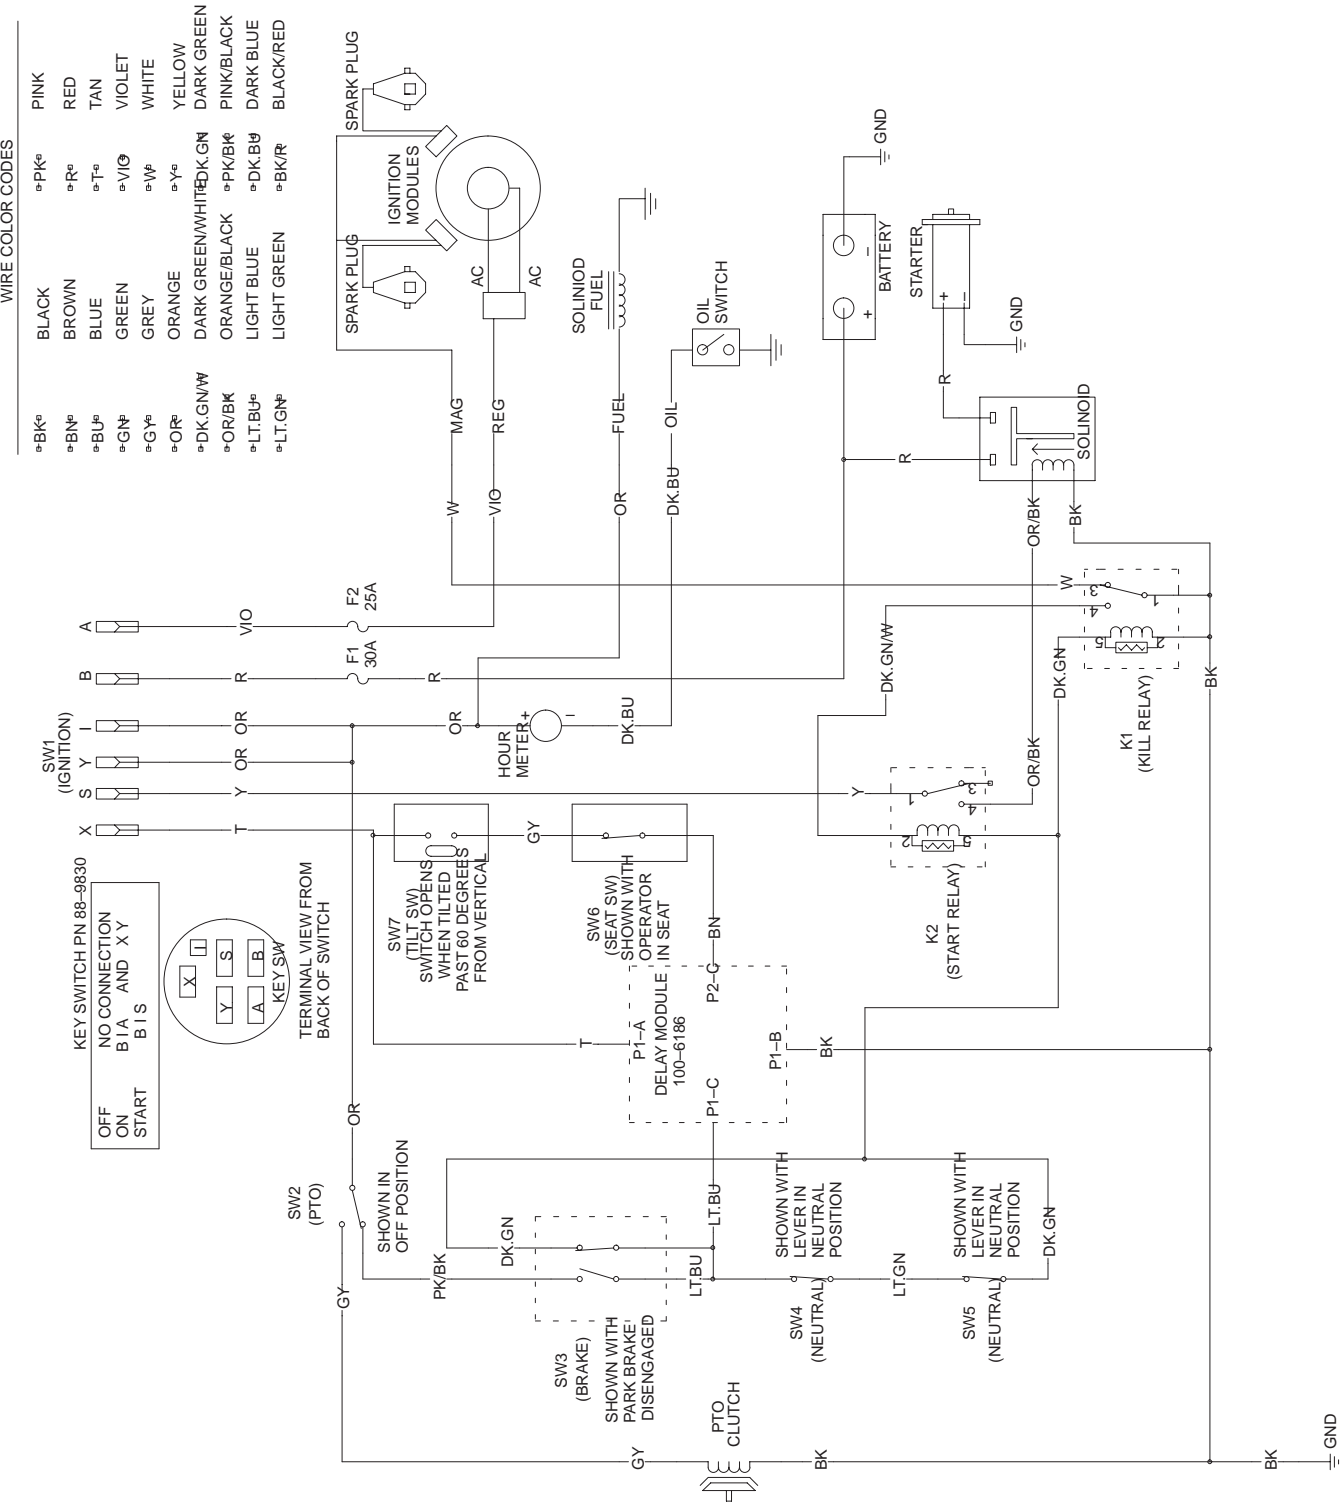 WIRE COLOR CODES
BK BLACK
BN BROWN
BU BLUE
GN GREEN
GY GREY
OR ORANGE
DK.GN/W DARK GREEN/WHITE
OR/BK ORANGE/BLACK
LT.BU LIGHT BLUE
LT.GN LIGHT GREEN
PK PINK
R RED
T TAN
VIO VIOLET
W WHITE
Y YELLOW
DK.GN DARK GREEN
PK/BK PINK/BLACK
DK.BU DARK BLUE
BK/R BLACK/RED
SPARK PLUG
SPARK PLUG
IGNITION
MODULES
AC
AC
MAG
REG
W
VIO
SOLINIOD
FUEL
FUEL
OR
OIL
SWITCH
OIL
DK.BU
BATTERY
+
−
GND
STARTER
+
−
GND
R
R
SOLINOID
OR/BK
BK
SW1
(IGNITION)
A
B
I
Y
S
X
VIO
R
OR
OR
Y
T
F2
25A
F1
30A
R
OR
HOUR
METER
+
−
DK.BU
W
3
4
1
5
2
K1
(KILL RELAY)
DK.GN/W
DK.GN
BK
OR/BK
Y
1
3
4
2
5
K2
(START RELAY)
KEY SWITCH PN 88–9830
OFF NO CONNECTION
ON B I A AND X Y
START B I S
X
I
Y
S
A
B
KEY SW
TERMINAL VIEW FROM
BACK OF SWITCH
SW7
(TILT SW)
SWITCH OPENS
WHEN TILTED
PAST 60 DEGREES
FROM VERTICAL
GY
SW6
(SEAT SW)
SHOWN WITH
OPERATOR
IN SEAT
BN
T
P1–A
P2–C
DELAY MODULE
100–6186
P1–C
P1–B
BK
OR
SW2
(PTO)
SHOWN IN
OFF POSITION
GY
PK/BK
DK.GN
LT.BU
LT.BU
SW3
(BRAKE)
SHOWN WITH
PARK BRAKE
DISENGAGED
SHOWN WITH
LEVER IN
NEUTRAL
POSITION
SW4
(NEUTRAL)
LT.GN
SHOWN WITH
LEVER IN
NEUTRAL
POSITION
SW5
(NEUTRAL)
DK.GN
PTO
CLUTCH
GY
BK
BK
GND